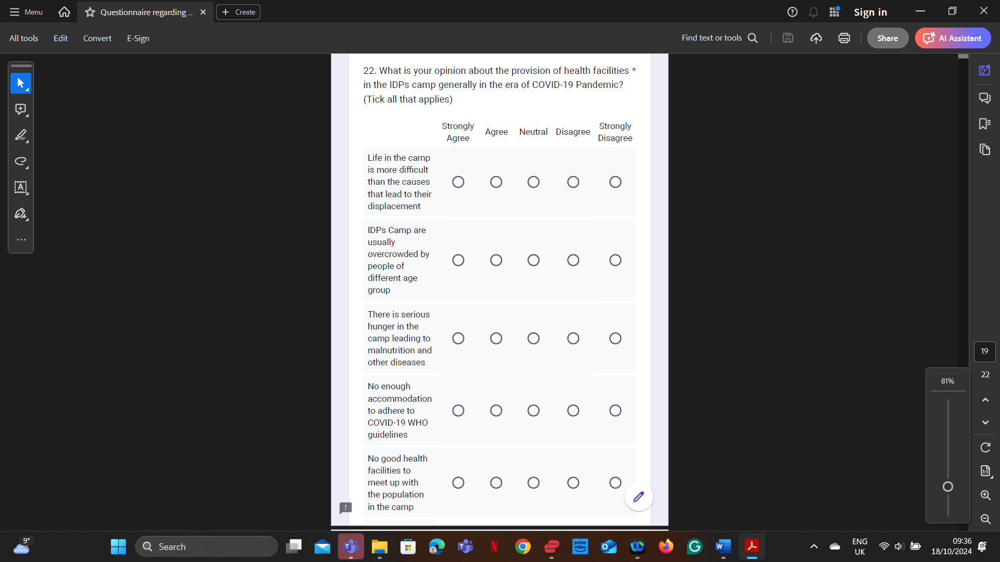 Menu
Questionnaire regarding ...
Create
Sign in
All tools
Edit
Convert
E-Sign
Find text or tools
Share
AI Assistant
22. What is your opinion about the provision of health facilities *
in the IDPs camp generally in the era of COVID-19 Pandemic?
(Tick all that applies)
Strongly Agree
Agree
Neutral
Disagree
Strongly Disagree
Life in the camp
is more difficult
than the causes
that lead to their
displacement
IDPs Camp are
usually
overcrowded by
people of
different age
group
There is serious
hunger in the
camp leading to
malnutrition and
other diseases
No enough
accommodation
to adhere to
COVID-19 WHO
guidelines
No good health
facilities to
meet up with
the population
in the camp
19
22
81%
1:1
9°
Search
prime video
ENG
UK
09:36
18/10/2024